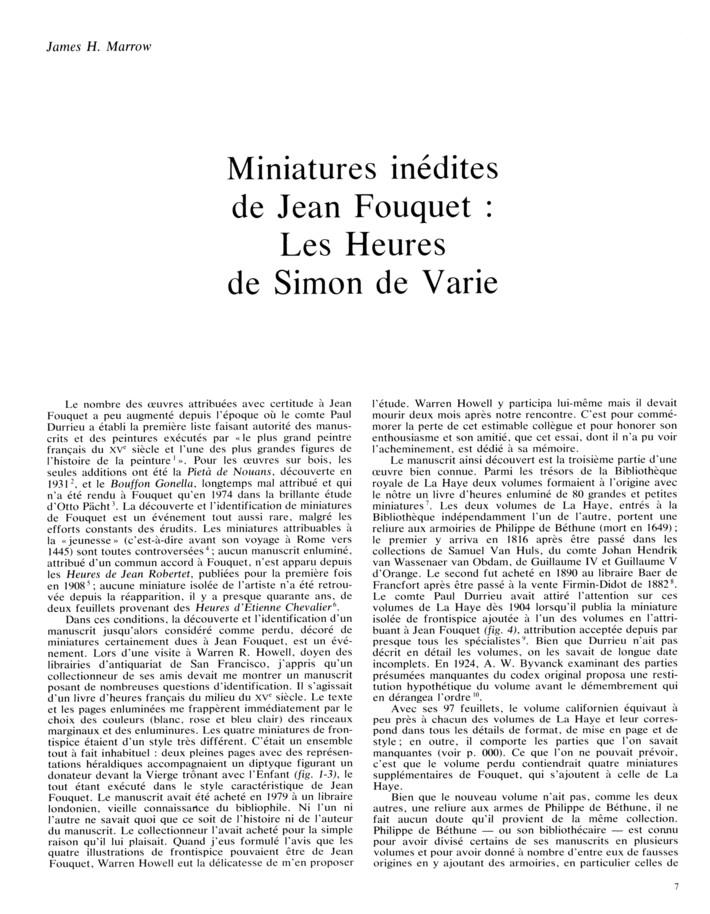 James H. Marrow
Miniatures inédites
de Jean Fouquet :
Les Heures
de Simon de Varie
Le nombre des œuvres attribuées avec certitude à Jean
Fouquet a peu augmenté depuis l'époque où le comte Paul
Durrieu a établi la première liste faisant autorité des manus-
crits et des peintures exécutés par « le plus grand peintre
français du XVe siècle et l'une des plus grandes figures de
l'histoire de la peinture 1 ». Pour les œuvres sur bois, les
seules additions ont été la Pietà de Nouans, découverte en
1931 2, et le Bouffon Gonella, longtemps mal attribué et qui
n'a été rendu à Fouquet qu'en 1974 dans la brillante étude
d'Otto Pächt 3. La découverte et l'identification de miniatures
de Fouquet est un événement tout aussi rare, malgré les
efforts constants des érudits. Les miniatures attribuables à
la « jeunesse » (c'est-à-dire avant son voyage à Rome vers
1445) sont toutes controversées 4 ; aucun manuscrit enluminé,
attribué d'un commun accord à Fouquet, n'est apparu depuis
les Heures de Jean Robertet, publiées pour la première fois
en 1908 5 ; aucune miniature isolée de l'artiste n'a été retrou-
vée depuis la réapparition, il y a presque quarante ans, de
deux feuillets provenant des Heures d'Étienne Chevalier 6.
Dans ces conditions, la découverte et l'identification d'un
manuscrit jusqu'alors considéré comme perdu, décoré de
miniatures certainement dues à Jean Fouquet, est un évé-
nement. Lors d'une visite à Warren R. Howell, doyen des
librairies d'antiquariat de San Francisco, j'appris qu'un
collectionneur de ses amis devait me montrer un manuscrit
posant de nombreuses questions d'identification. Il s'agissait
d'un livre d'heures français du milieu du XVe siècle. Le texte
et les pages enluminées me frappèrent immédiatement par le
choix des couleurs (blanc, rose et bleu clair) des rinceaux
marginaux et des enluminures. Les quatre miniatures de fron-
tispice étaient d'un style très différent. C'était un ensemble
tout à fait inhabituel : deux pleines pages avec des représen-
tations héraldiques accompagnaient un diptyque figurant un
donateur devant la Vierge trônant avec l'Enfant (fig. 1-3), le
tout étant exécuté dans le style caractéristique de Jean
Fouquet. Le manuscrit avait été acheté en 1979 à un libraire
londonien, vieille connaissance du bibliophile. Ni l'un ni
l'autre ne savait quoi que ce soit de l'histoire ni de l'auteur
du manuscrit. Le collectionneur l'avait acheté pour la simple
raison qu'il lui plaisait. Quand j'eus formulé l'avis que les
quatre illustrations de frontispice pouvaient être de Jean
Fouquet, Warren Howell eut la délicatesse de m'en proposer
l'étude. Warren Howell y participa lui-même mais il devait
mourir deux mois après notre rencontre. C'est pour commé-
morer la perte de cet estimable collègue et pour honorer son
enthousiasme et son amitié, que cet essai, dont il n'a pu voir
l'acheminement, est dédié à sa mémoire.
Le manuscrit ainsi découvert est la troisième partie d'une
œuvre bien connue. Parmi les trésors de la Bibliothèque
royale de La Haye deux volumes formaient à l'origine avec
le nôtre un livre d'heures enluminé de 80 grandes et petites
miniatures 7. Les deux volumes de La Haye, entrés à la
Bibliothèque indépendamment l'un de l'autre, portent une
reliure aux armoiries de Philippe de Béthune (mort en 1649) ;
le premier y arriva en 1816 après être passé dans les
collections de Samuel Van Huls, du comte Johan Hendrik
van Wassenaer van Obdam, de Guillaume IV et Guillaume V
d'Orange. Le second fut acheté en 1890 au libraire Baer de
Francfort après être passé à la vente Firmin-Didot de 1882 8.
Le comte Paul Durrieu avait attiré l'attention sur ces
volumes de La Haye dès 1904 lorsqu'il publia la miniature
isolée de frontispice ajoutée à l'un des volumes en l'attri-
buant à Jean Fouquet (fig. 4), attribution acceptée depuis par
presque tous les spécialistes 9. Bien que Durrieu n'ait pas
décrit en détail les volumes, on les savait de longue date
incomplets. En 1924, A. W. Byvanck examinant des parties
présumées manquantes du codex original proposa une resti-
tution hypothétique du volume avant le démembrement qui
en dérangea l'ordre 10.
Avec ses 97 feuillets, le volume californien équivaut à
peu près à chacun des volumes de La Haye et leur corres-
pond dans tous les détails de format, de mise en page et de
style ; en outre, il comporte les parties que l'on savait
manquantes (voir p. 000). Ce que l'on ne pouvait prévoir,
c'est que le volume perdu contiendrait quatre miniatures
supplémentaires de Fouquet, qui s'ajoutent à celle de La
Haye.
Bien que le nouveau volume n'ait pas, comme les deux
autres, une reliure aux armes de Philippe de Béthune, il ne
fait aucun doute qu'il provient de la même collection.
Philippe de Béthune — ou son bibliothécaire — est connu
pour avoir divisé certains de ses manuscrits en plusieurs
volumes et pour avoir donné à nombre d'entre eux de fausses
origines en y ajoutant des armoiries, en particulier celles de
7